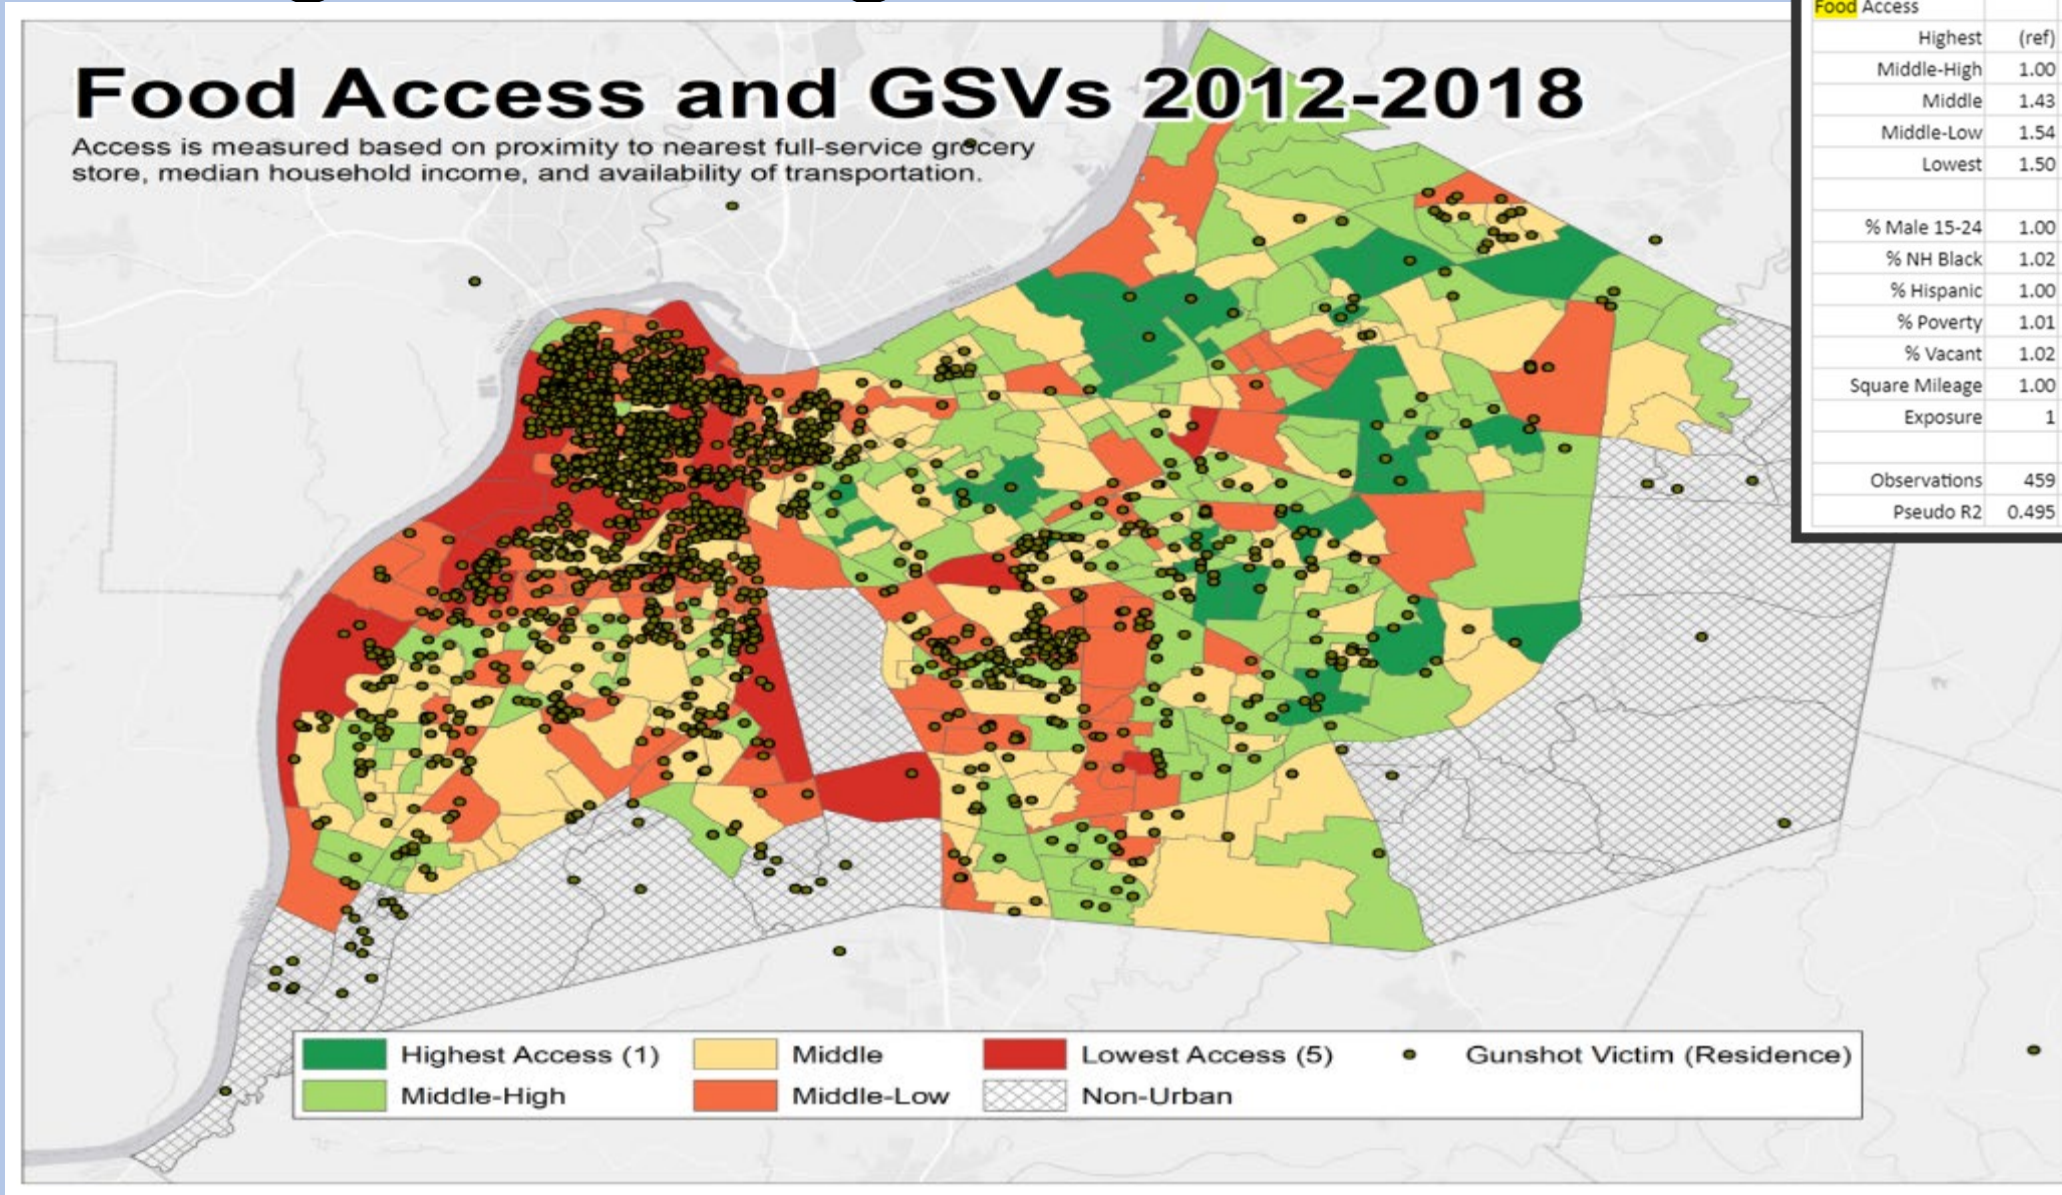 Food Access and GSVs 2012-2018
Access is measured based on proximity to nearest full-service grocery
store, median household income, and availability of transportation.
Food Access
Highest (ref)
Middle-High 1.00
Middle 1.43
Middle-Low 1.54
Lowest 1.50
% Male 15-24 1.00
% NH Black 1.02
% Hispanic 1.00
% Poverty 1.01
% Vacant 1.02
Square Mileage 1.00
Exposure 1
Observations 459
Pseudo R2 0.495
Highest Access (1) Middle Lowest Access (5) Gunshot Victim (Residence)
Middle-High Middle-Low Non-Urban